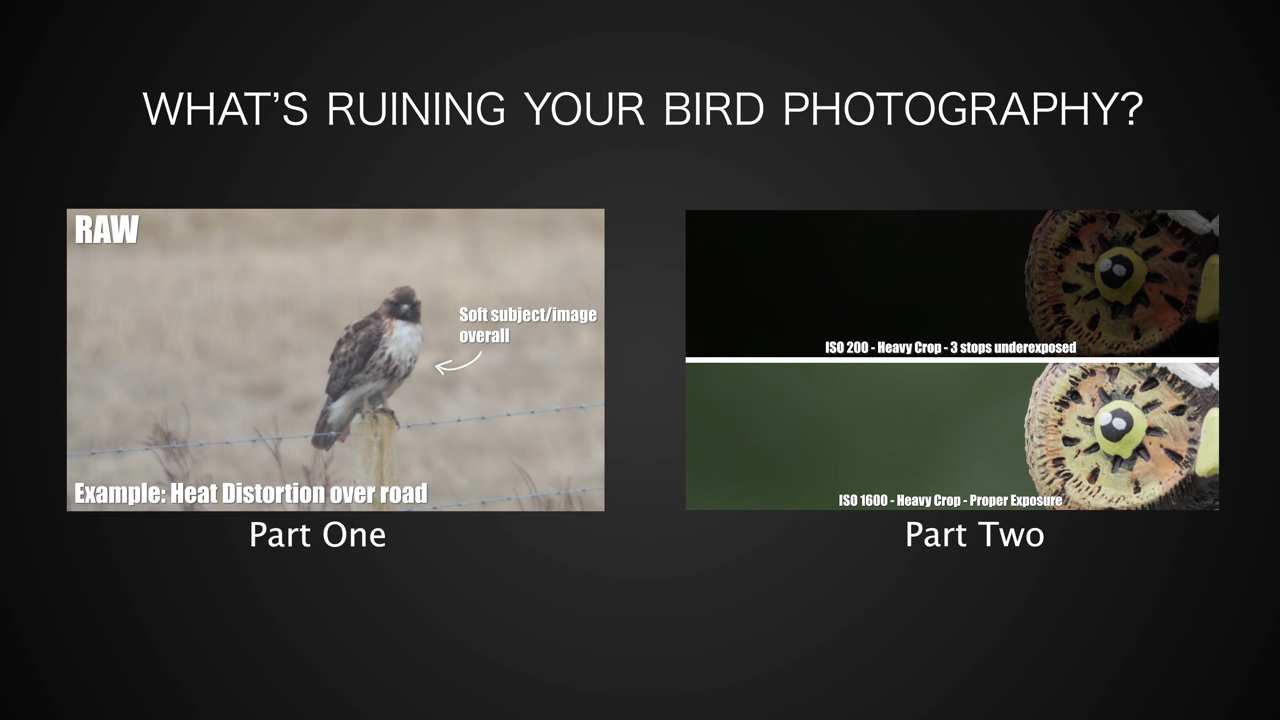 WHAT'S RUINING YOUR BIRD PHOTOGRAPHY?
RAW
Soft subject/image
overall
Example: Heat Distortion over road
Part One
ISO 200 - Heavy Crop - 3 stops underexposed
ISO 1600 - Heavy Crop - Proper Exposure
Part Two